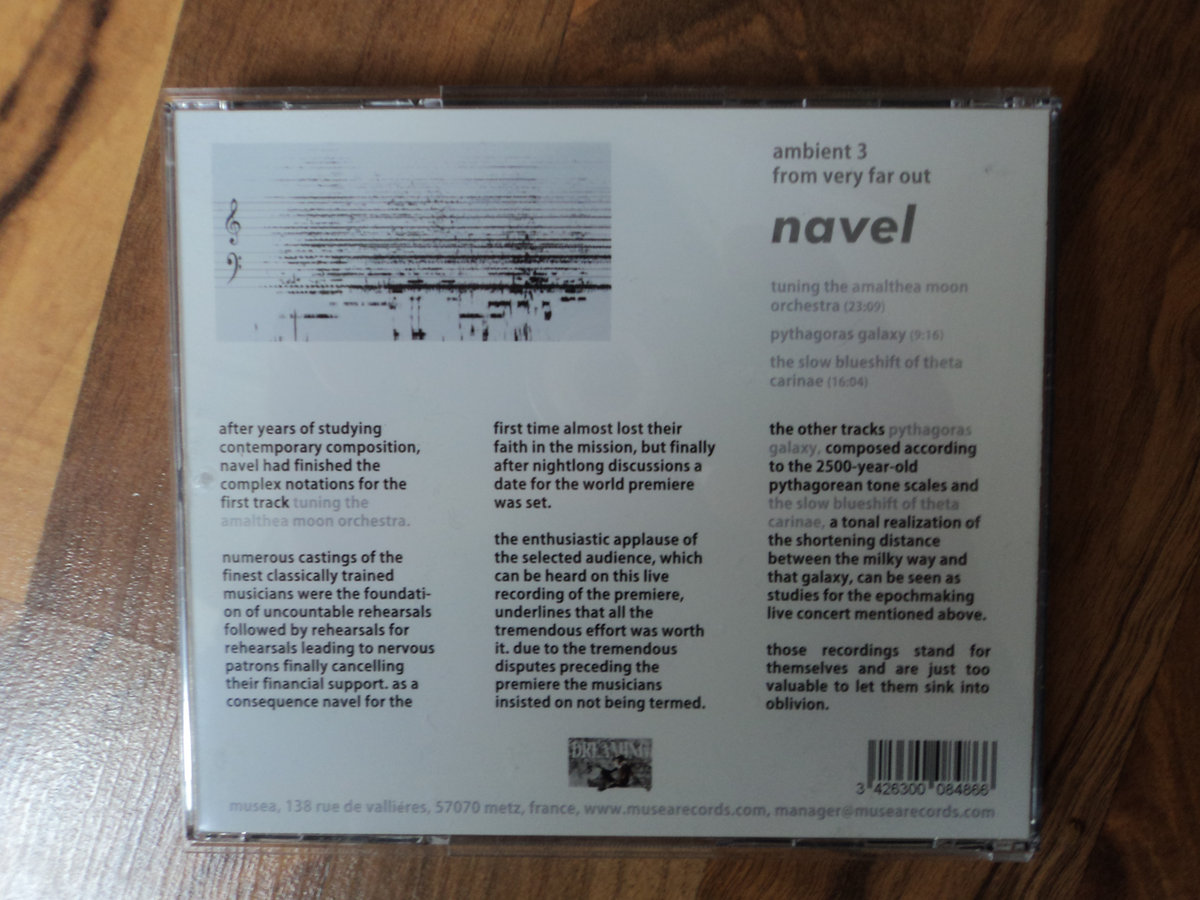 ambient 3
from very far out
navel
tuning the amalthea moon
orchestra (23:09)
pythagoras galaxy (9:16)
the slow blueshift of theta
carinae (16:04)
after years of studying
contemporary composition,
navel had finished the
complex notations for the
first track tuning the
amalthea moon orchestra.
numerous castings of the
finest classically trained
musicians were the foundati-
on of uncountable rehearsals
followed by rehearsals for
rehearsals leading to nervous
patrons finally cancelling
their financial support. as a
consequence navel for the
first time almost lost their
faith in the mission, but finally
after nightlong discussions a
date for the world premiere
was set.
the enthusiastic applause of
the selected audience, which
can be heard on this live
recording of the premiere,
underlines that all the
tremendous effort was worth
it. due to the tremendous
disputes preceding the
premiere the musicians
insisted on not being termed.
the other tracks pythagoras
galaxy, composed according
to the 2500-year-old
pythagorean tone scales and
the slow blueshift of theta
carinae, a tonal realization of
the shortening distance
between the milky way and
that galaxy, can be seen as
studies for the epochmaking
live concert mentioned above.
those recordings stand for
themselves and are just too
valuable to let them sink into
oblivion.
DREAMING
3 426300 084866
musea, 138 rue de vallières, 57070 metz, france, www.musearecords.com, manager@musearecords.com